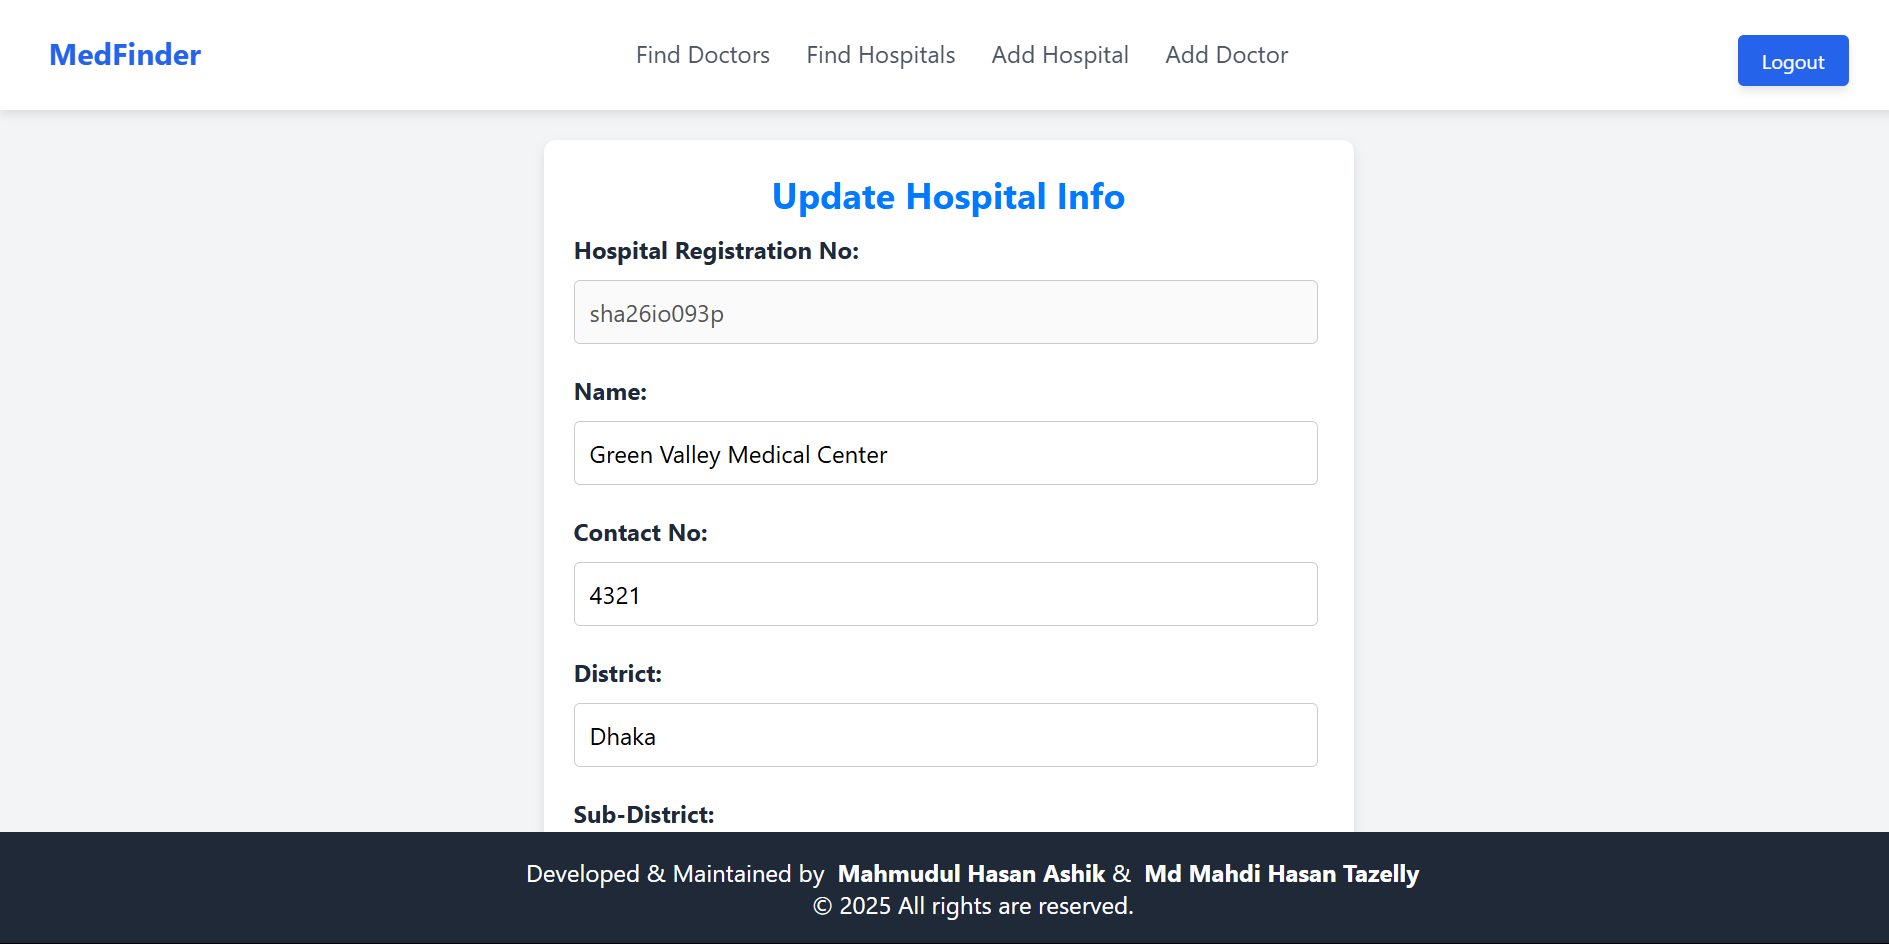 MedFinder Find Doctors Find Hospitals Add Hospital Add Doctor Logout
Update Hospital Info
Hospital Registration No:
sha26io093p
Name:
Green Valley Medical Center
Contact No:
4321
District:
Dhaka
Sub-District:
Developed & Maintained by Mahmudul Hasan Ashik & Md Mahdi Hasan Tazelly
© 2025 All rights are reserved.